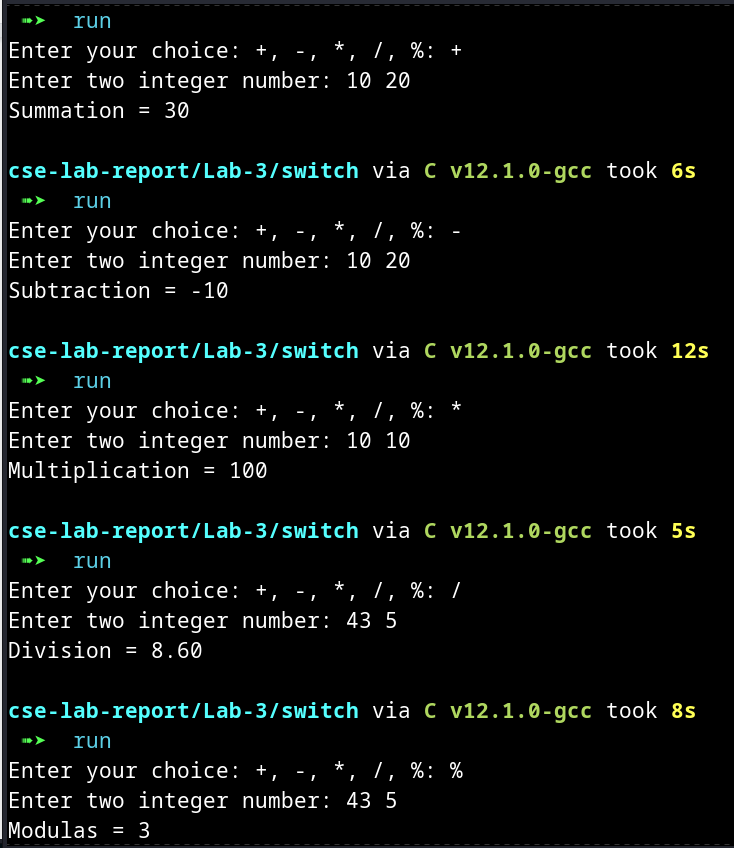 ➠➤ run
Enter your choice: +, -, *, /, %: +
Enter two integer number: 10 20
Summation = 30
cse-lab-report/Lab-3/switch via C v12.1.0-gcc took 6s
➠➤ run
Enter your choice: +, -, *, /, %: -
Enter two integer number: 10 20
Subtraction = -10
cse-lab-report/Lab-3/switch via C v12.1.0-gcc took 12s
➠➤ run
Enter your choice: +, -, *, /, %: *
Enter two integer number: 10 10
Multiplication = 100
cse-lab-report/Lab-3/switch via C v12.1.0-gcc took 5s
➠➤ run
Enter your choice: +, -, *, /, %: /
Enter two integer number: 43 5
Division = 8.60
cse-lab-report/Lab-3/switch via C v12.1.0-gcc took 8s
➠➤ run
Enter your choice: +, -, *, /, %: %
Enter two integer number: 43 5
Modulas = 3